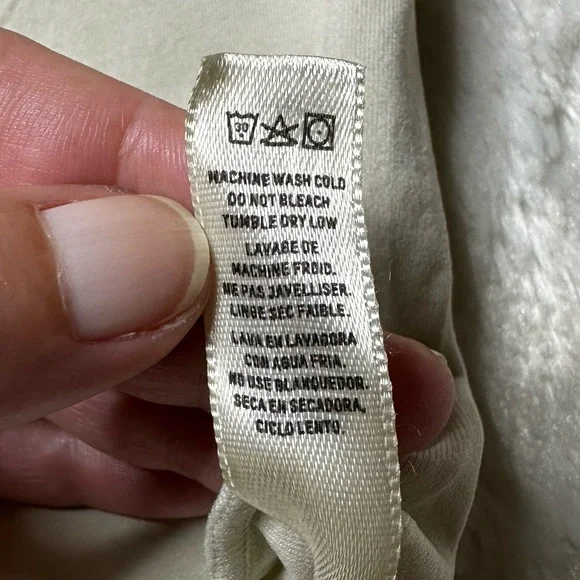 30
MACHINE WASH COLD
DO NOT BLEACH
TUMBLE DRY LOW
LAVAGE DE
MACHINE FROID.
NE PAS JAVELLISER.
LINGE SEC FAIBLE.
LAVA EN LAVADORA
CON AGUA FRIA.
NO USE BLANQUEDOR.
SECA EN SECADORA,
CICLO LENTO.